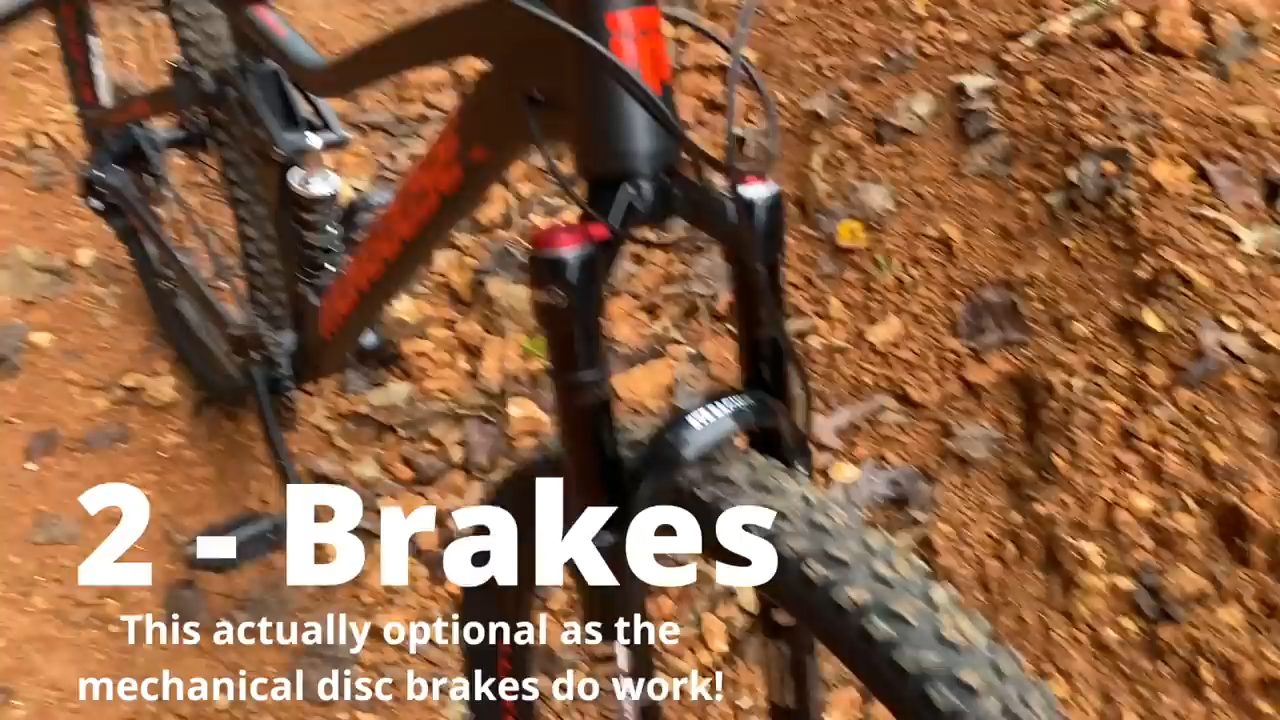 2 - Brakes
This actually optional as the
mechanical disc brakes do work!